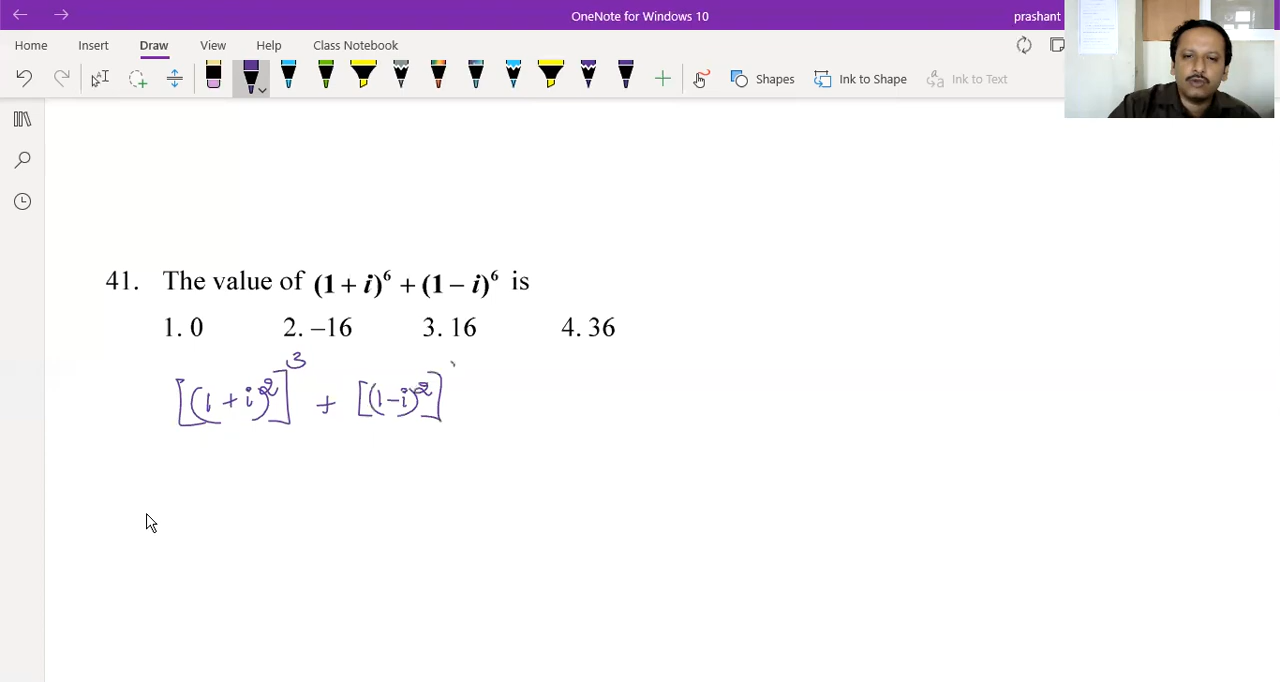 OneNote for Windows 10
prashant
Home Insert Draw View Help Class Notebook
Shapes Ink to Shape Ink to Text
41. The value of (1 + i)⁶ + (1 − i)⁶ is
1. 0 2. –16 3. 16 4. 36
[(1 + i)²]³ + [(1 − i)²]